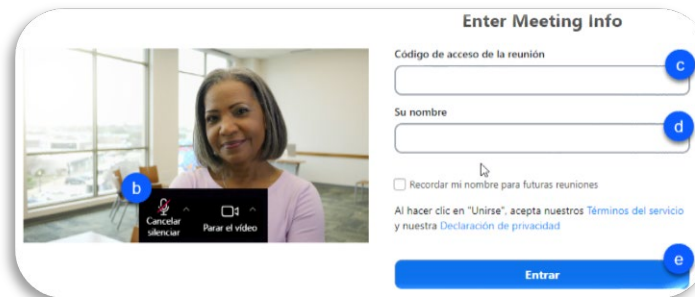 Enter Meeting Info
Código de acceso de la reunión
c
Su nombre
d
b
Cancelar
silenciar
Parar el vídeo
Recordar mi nombre para futuras reuniones
Al hacer clic en "Unirse", acepta nuestros Términos del servicio
y nuestra Declaración de privacidad
e
Entrar